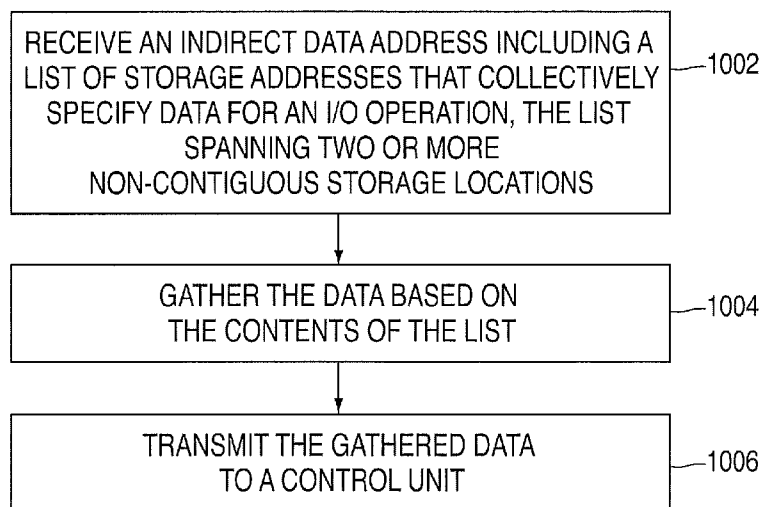 RECEIVE AN INDIRECT DATA ADDRESS INCLUDING A
LIST OF STORAGE ADDRESSES THAT COLLECTIVELY
SPECIFY DATA FOR AN I/O OPERATION, THE LIST
SPANNING TWO OR MORE
NON-CONTIGUOUS STORAGE LOCATIONS
1002
GATHER THE DATA BASED ON
THE CONTENTS OF THE LIST
1004
TRANSMIT THE GATHERED DATA
TO A CONTROL UNIT
1006